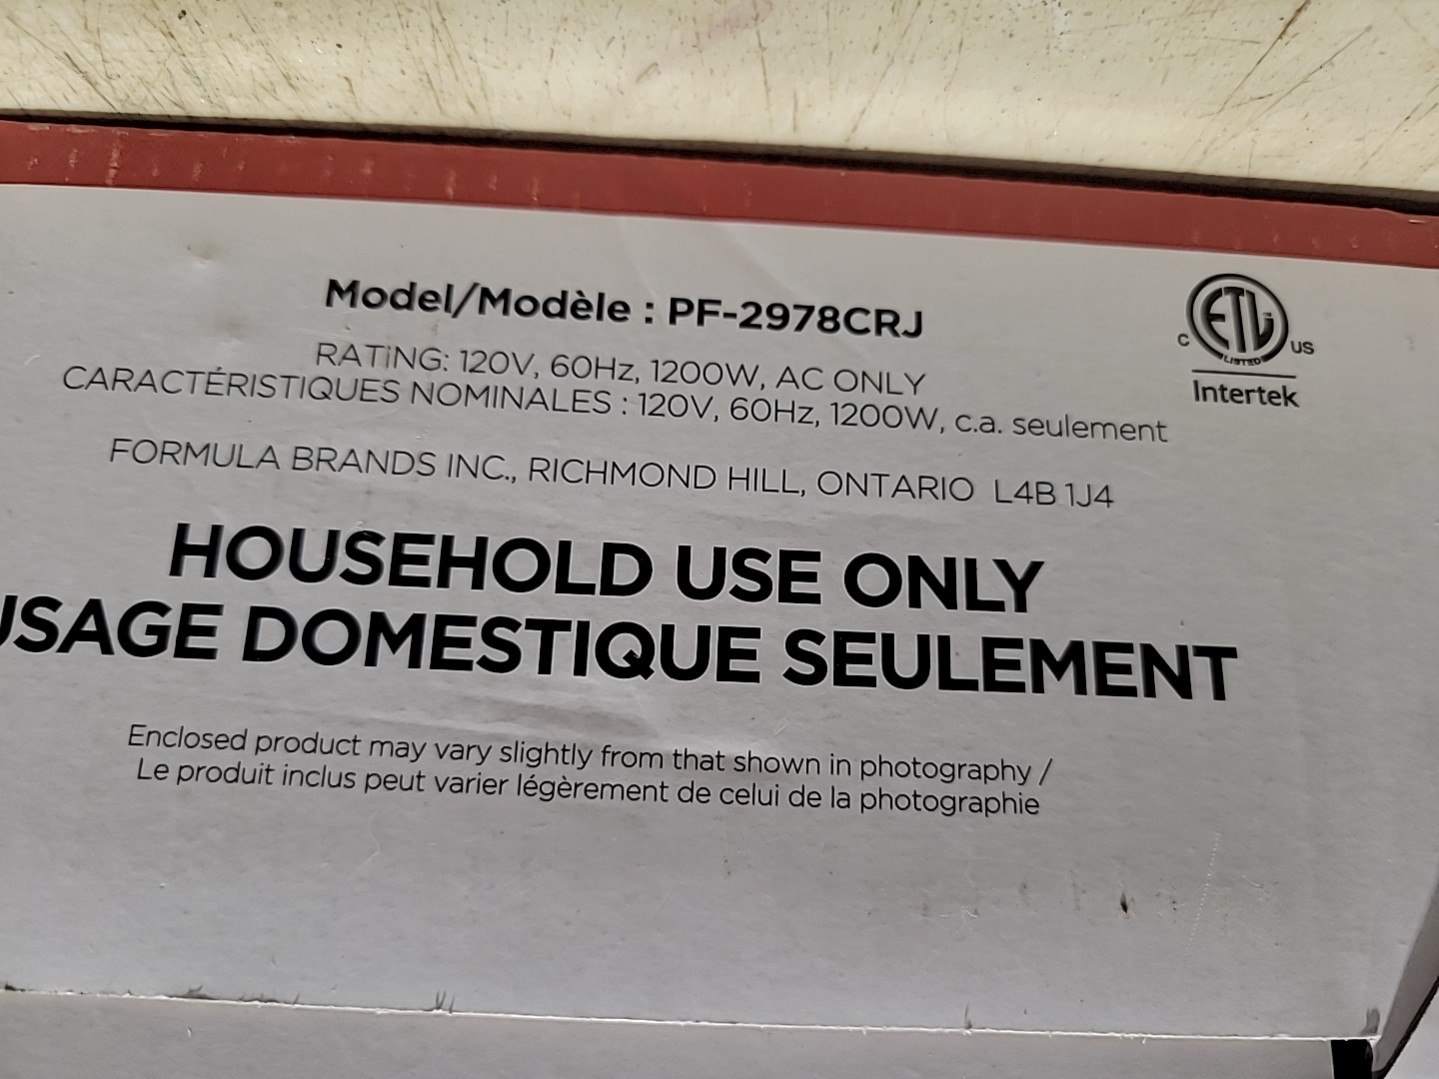 Model/Modèle : PF-2978CRJ
RATiNG: 120V, 60Hz, 1200W, AC ONLY
CARACTÉRISTIQUES NOMINALES : 120V, 60Hz, 1200W, c.a. seulement
FORMULA BRANDS INC., RICHMOND HILL, ONTARIO L4B 1J4
HOUSEHOLD USE ONLY
USAGE DOMESTIQUE SEULEMENT
Enclosed product may vary slightly from that shown in photography /
Le produit inclus peut varier légèrement de celui de la photographie
ETL
C LISTED US
Intertek